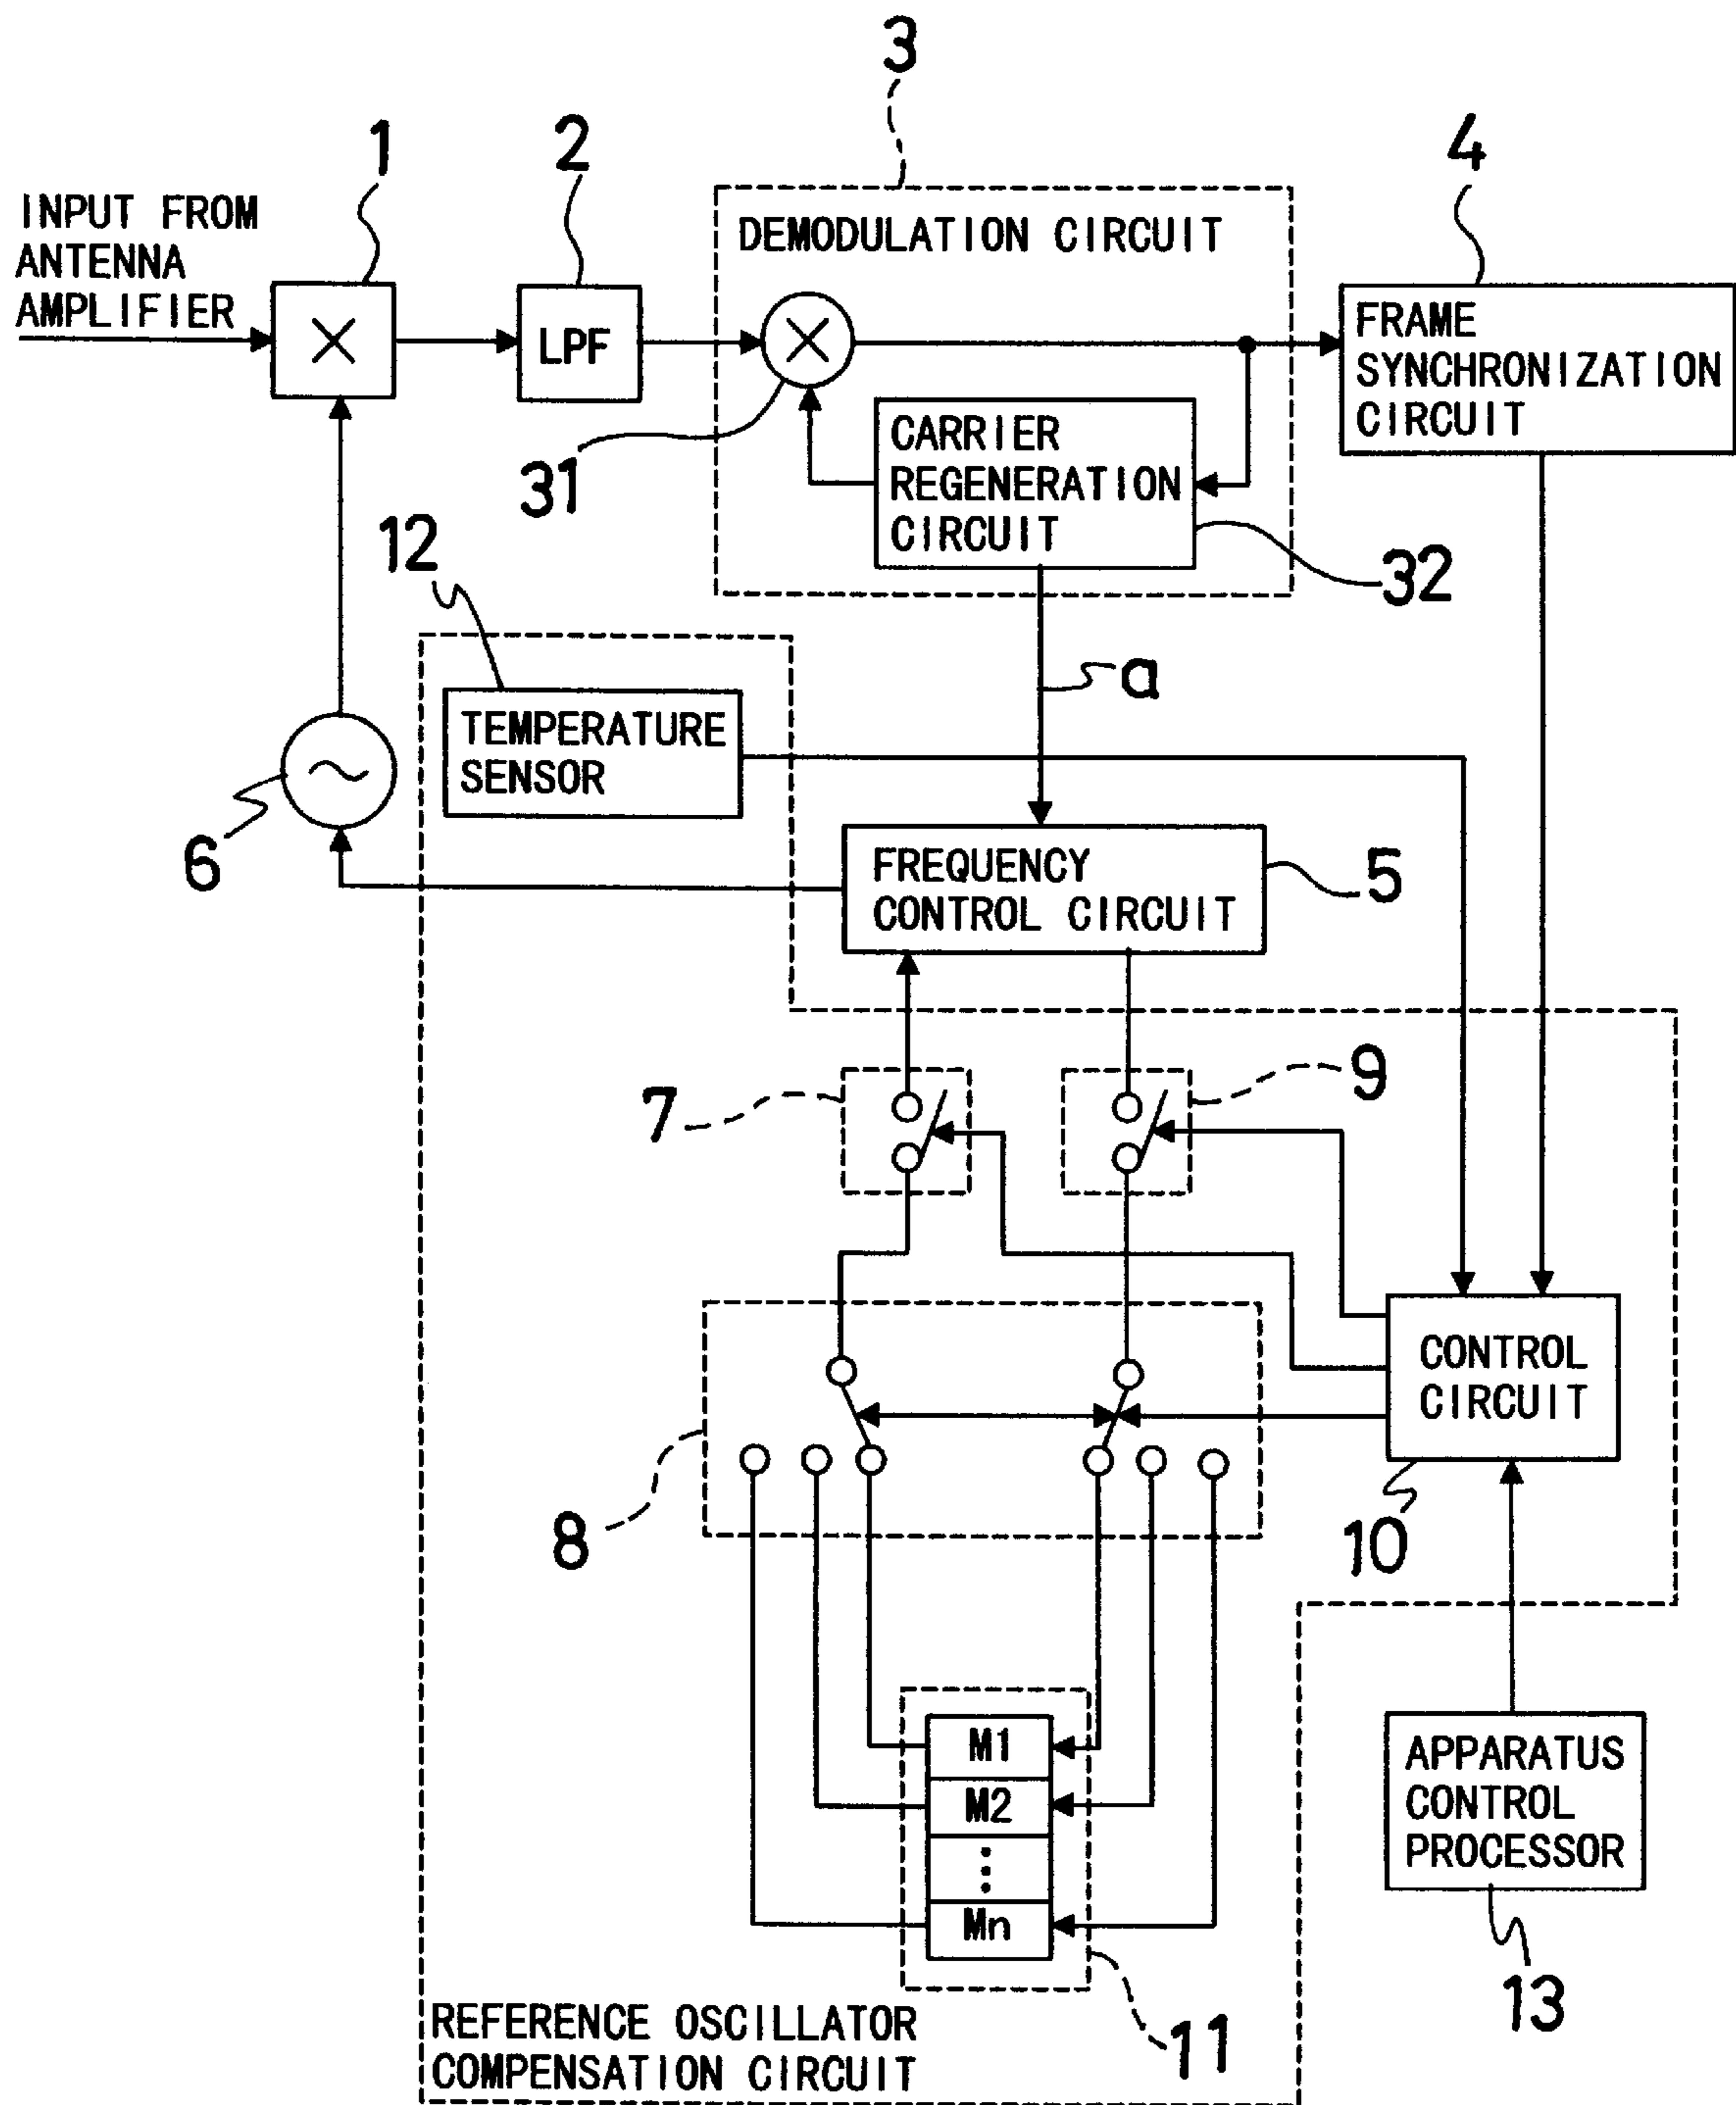 3
1
2
4
INPUT FROM
ANTENNA
AMPLIFIER
DEMODULATION CIRCUIT
LPF
FRAME
SYNCHRONIZATION
CIRCUIT
31
CARRIER
REGENERATION
CIRCUIT
32
12
a
TEMPERATURE
SENSOR
6
FREQUENCY
CONTROL CIRCUIT
5
7
9
CONTROL
CIRCUIT
8
10
M1
M2
Mn
APPARATUS
CONTROL
PROCESSOR
13
11
REFERENCE OSCILLATOR
COMPENSATION CIRCUIT